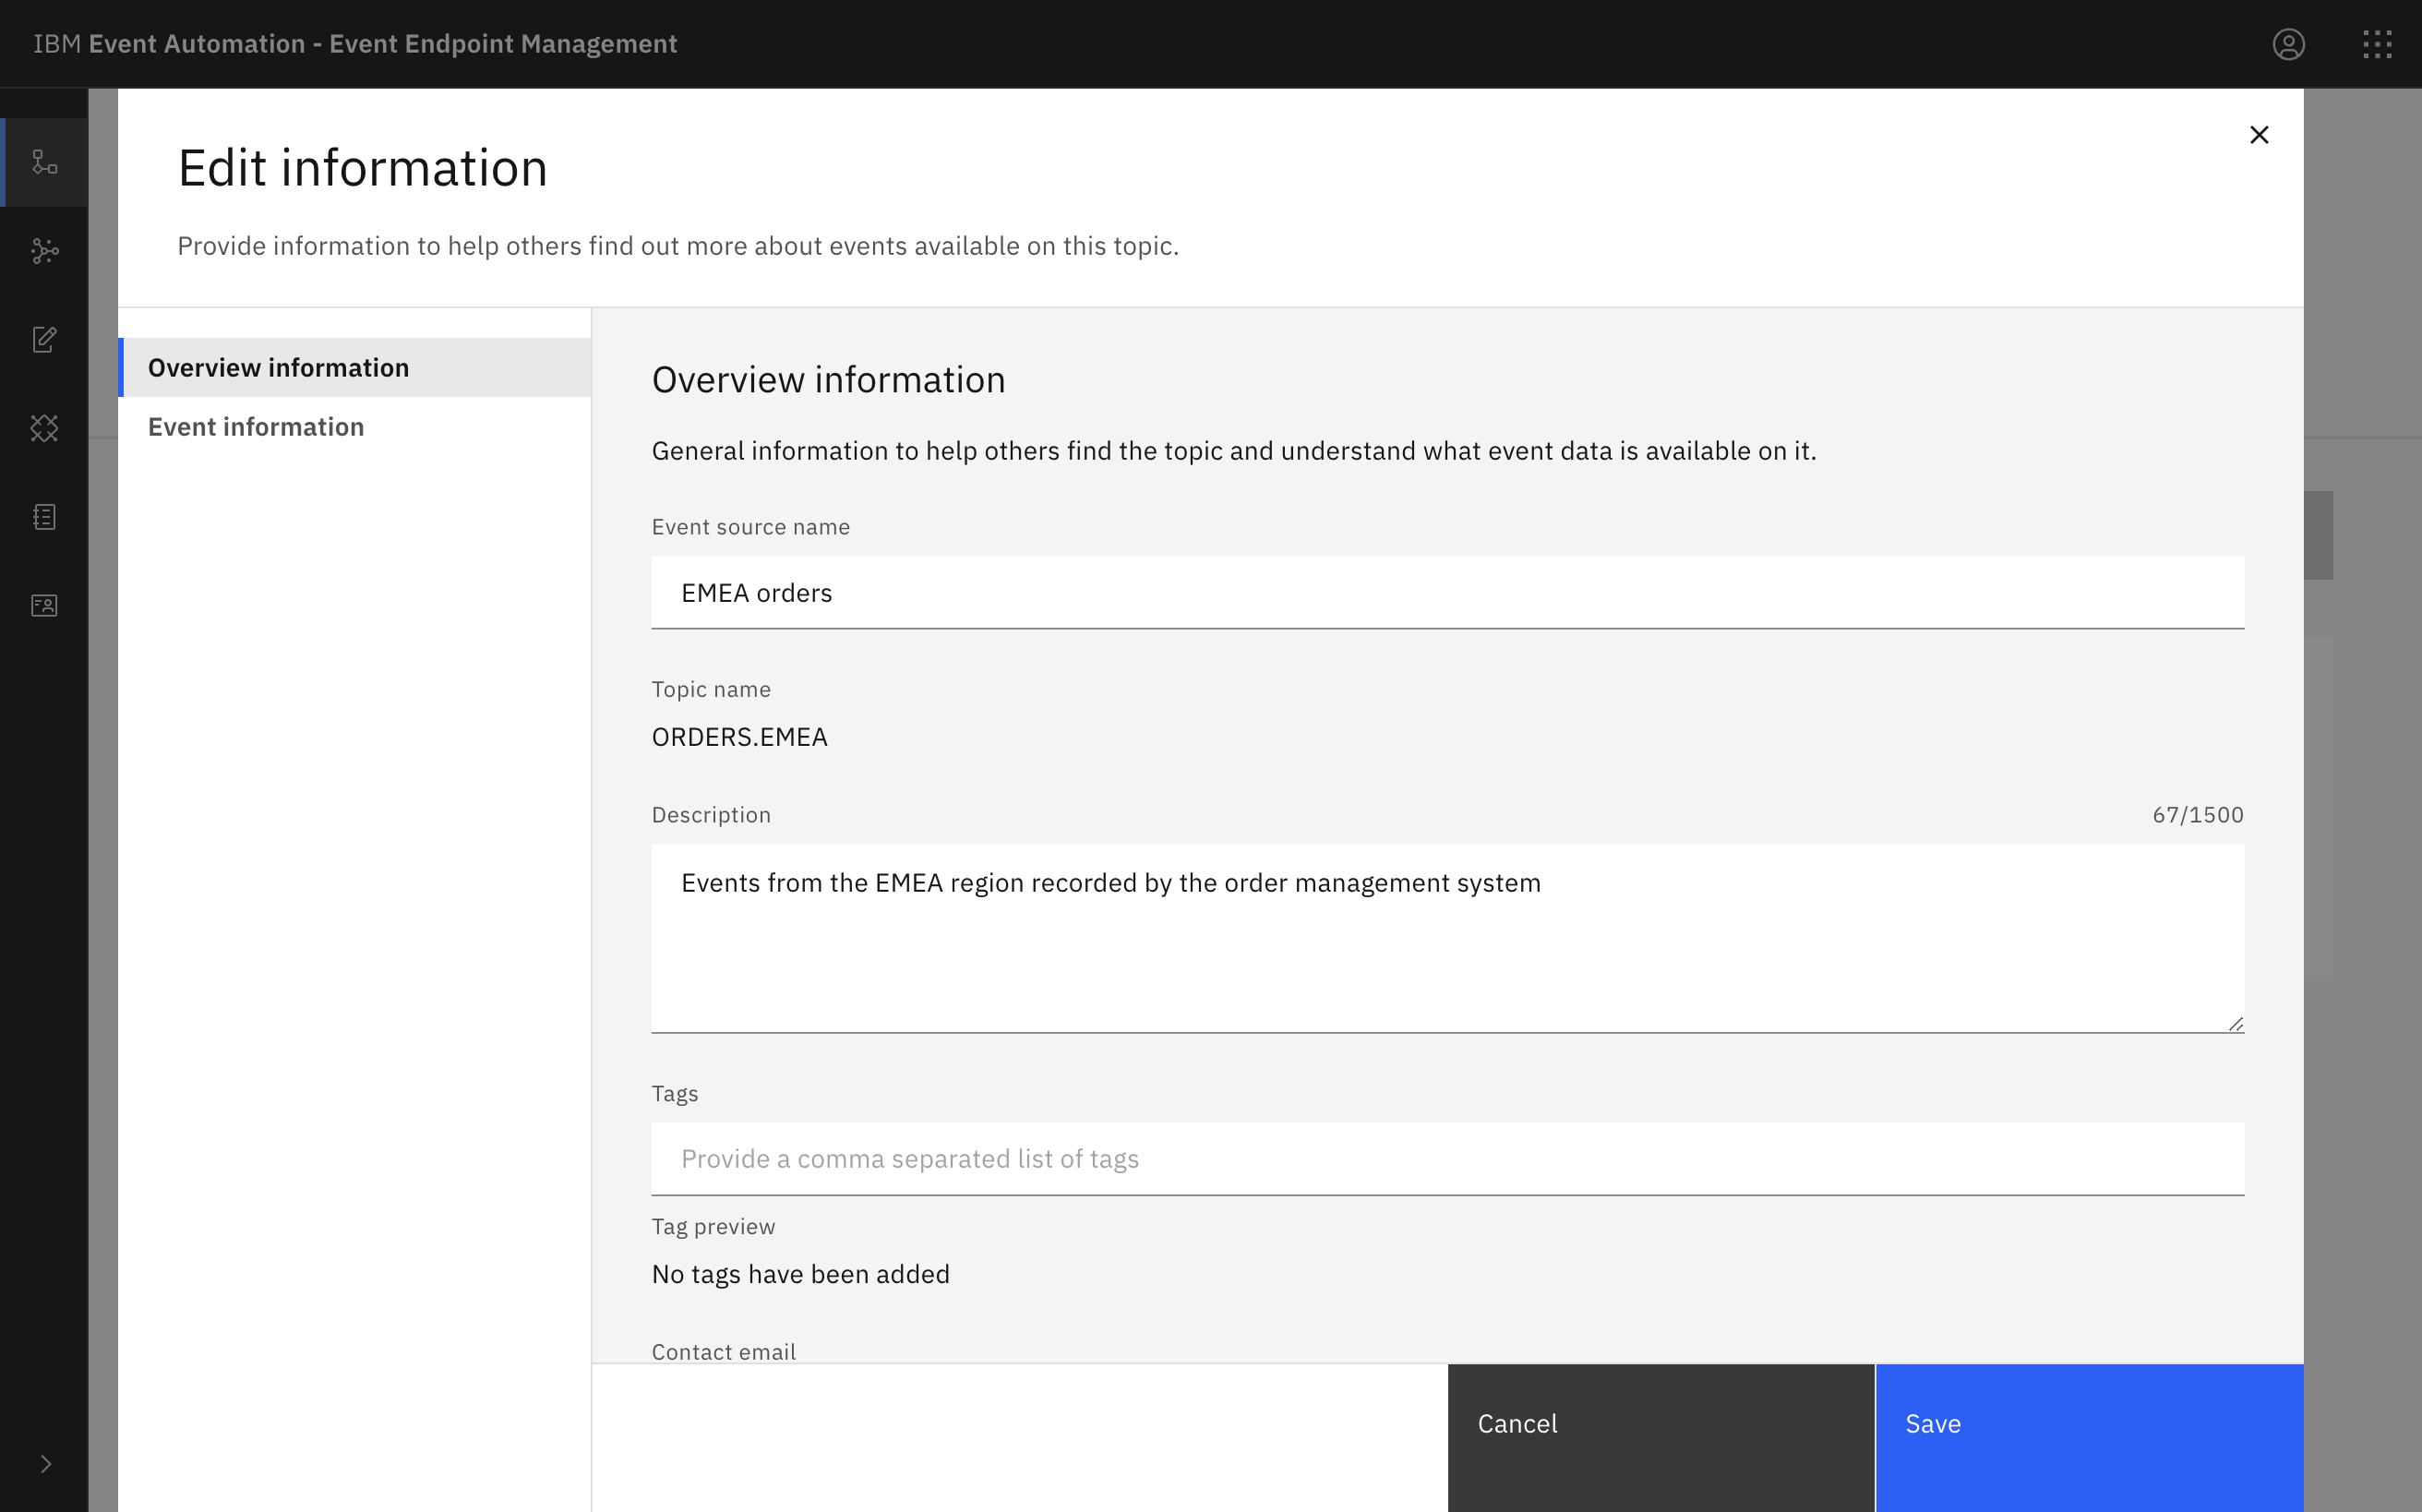 IBM Event Automation - Event Endpoint Management
Edit information
Provide information to help others find out more about events available on this topic.
Overview information
Event information
Overview information
General information to help others find the topic and understand what event data is available on it.
Event source name
EMEA orders
Topic name
ORDERS.EMEA
Description
67/1500
Events from the EMEA region recorded by the order management system
Tags
Provide a comma separated list of tags
Tag preview
No tags have been added
Contact email
Cancel
Save